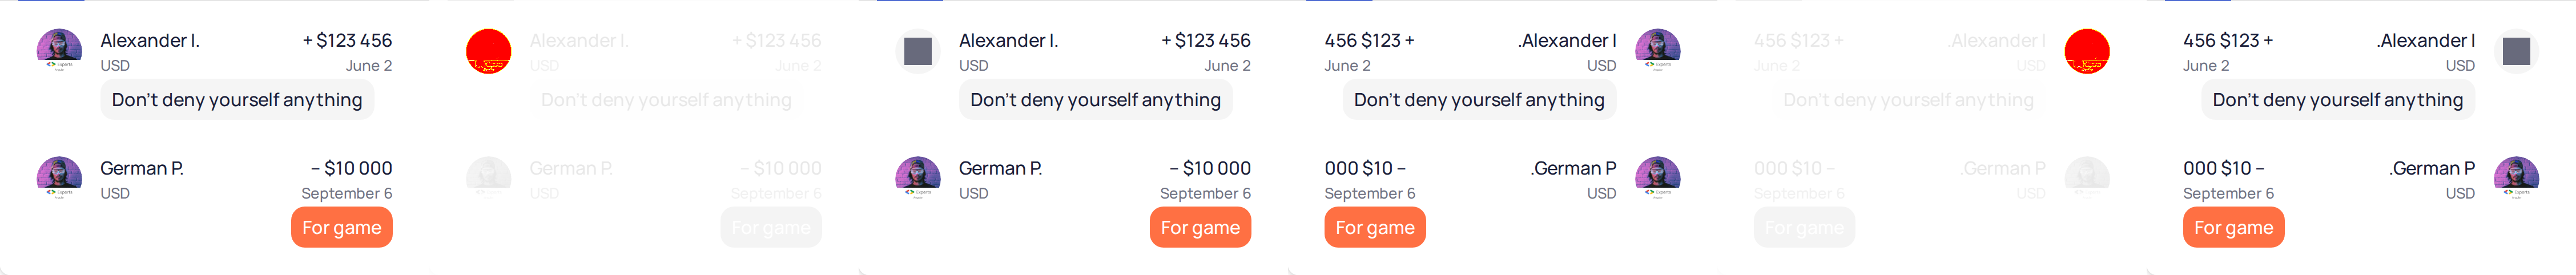 Alexander I.
+ $123 456
USD
June 2
Don't deny yourself anything
German P.
– $10 000
USD
September 6
For game
Alexander I.
+ $123 456
USD
June 2
Don't deny yourself anything
German P.
– $10 000
USD
September 6
For game
Alexander I.
+ $123 456
USD
June 2
Don't deny yourself anything
German P.
– $10 000
USD
September 6
For game
456 $123 +
.Alexander I
June 2
USD
Don't deny yourself anything
000 $10 –
.German P
September 6
USD
For game
456 $123 +
.Alexander I
June 2
USD
Don't deny yourself anything
000 $10 –
.German P
September 6
USD
For game
456 $123 +
.Alexander I
June 2
USD
Don't deny yourself anything
000 $10 –
.German P
September 6
USD
For game